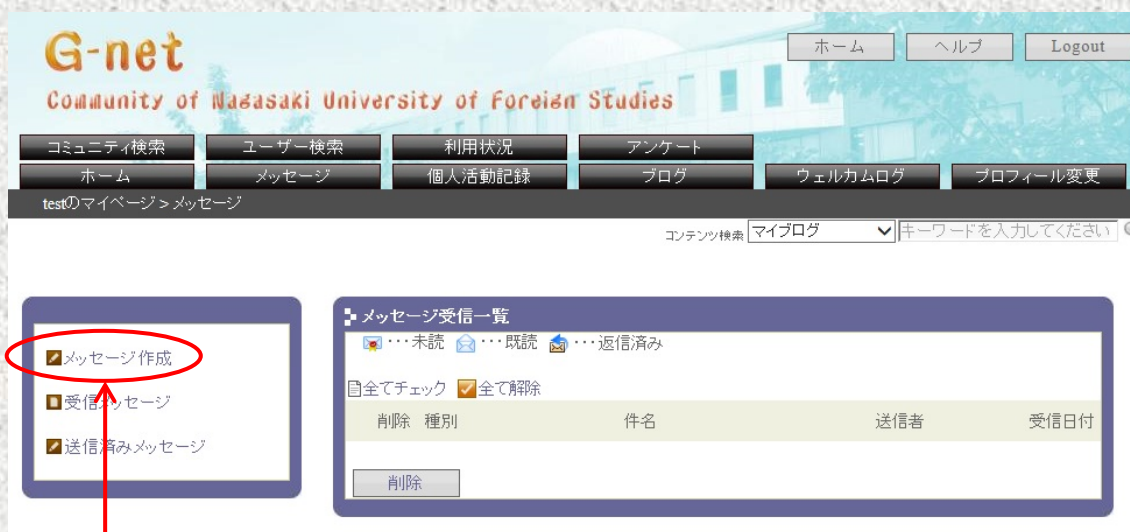 G-net
Community of Nagasaki University of Foreign Studies
ホーム ヘルプ Logout
コミュニティ検索 ユーザー検索 利用状況 アンケート
ホーム メッセージ 個人活動記録 ブログ ウェルカムログ プロフィール変更
testのマイページ > メッセージ
コンテンツ検索 マイブログ キーワードを入力してください
メッセージ作成
受信メッセージ
送信済みメッセージ
メッセージ受信一覧
・・・未読 ・・・既読 ・・・返信済み
全てチェック 全て解除
削除 種別 件名 送信者 受信日付
削除